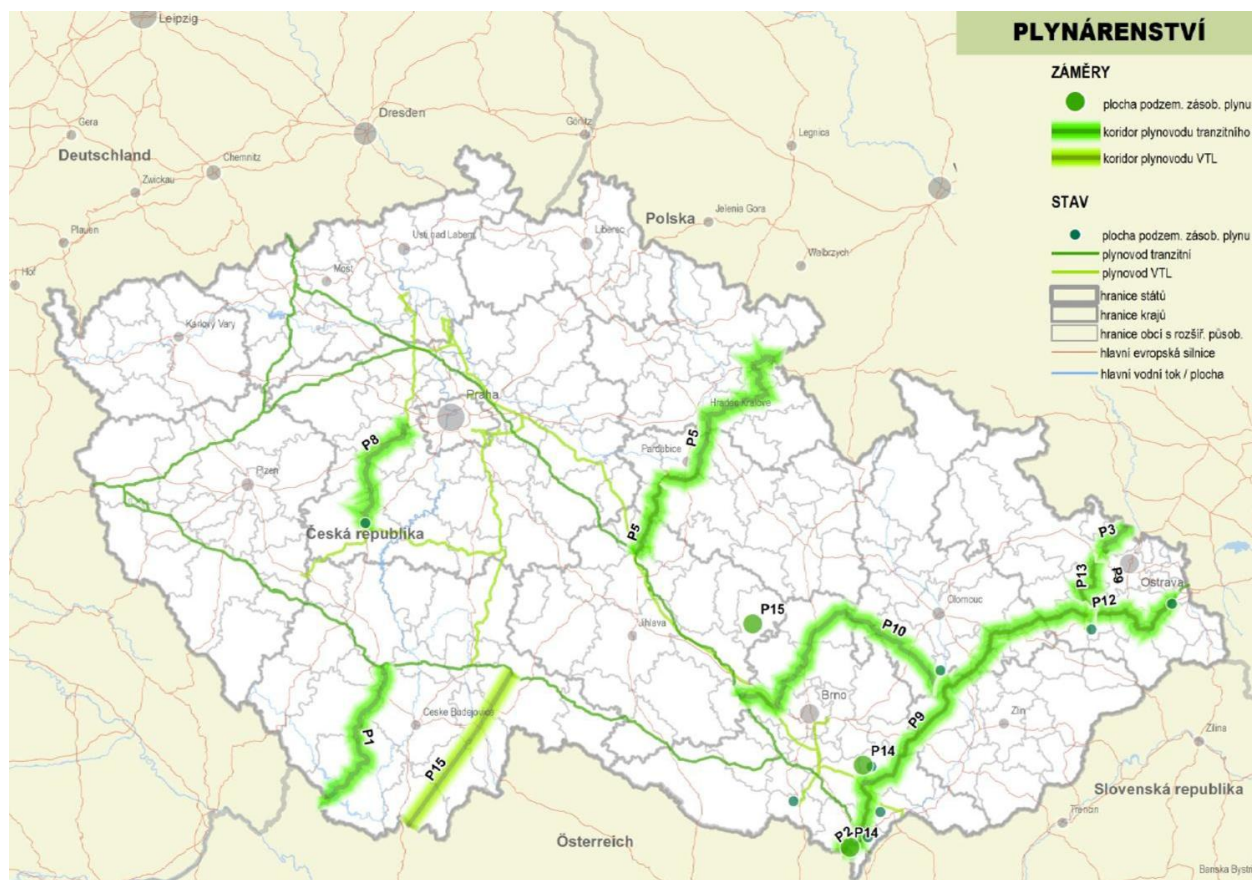 PLYNÁRENSTVÍ
ZÁMĚRY
plocha podzem. zásob. plynu
koridor plynovodu tranzitního
koridor plynovodu VTL
STAV
plocha podzem. zásob. plynu
plynovod tranzitní
plynovod VTL
hranice států
hranice krajů
hranice obcí s rozšíř. působ.
hlavní evropská silnice
hlavní vodní tok / plocha
Leipzig
Dresden
Görlitz
Legnica
Gera
Deutschland
Chemnitz
Zwickau
Jelenia Gora
Polska
Plauen
Ústí nad Labem
Liberec
Walbrzych
Hof
Most
Karlovy Vary
Praha
Hradec Králové
P5
P8
Pardubice
Plzeň
P5
Česká republika
P3
P13
P9
Ostrava
P12
P15
Olomouc
Jihlava
P10
Brno
P9
Zlín
České Budějovice
P1
P15
P14
Žilina
Slovenská republika
Trenčín
P2
P14
Österreich